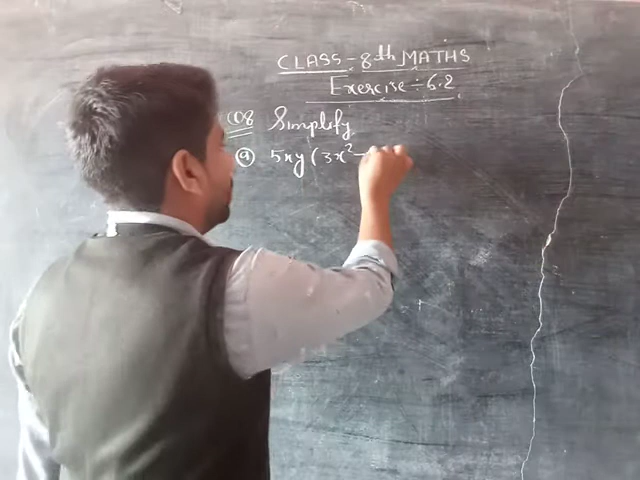 CLASS - 8th MATHS
Exercise ÷ 6.2
Q8 Simplify
(a) 5xy (3x² -